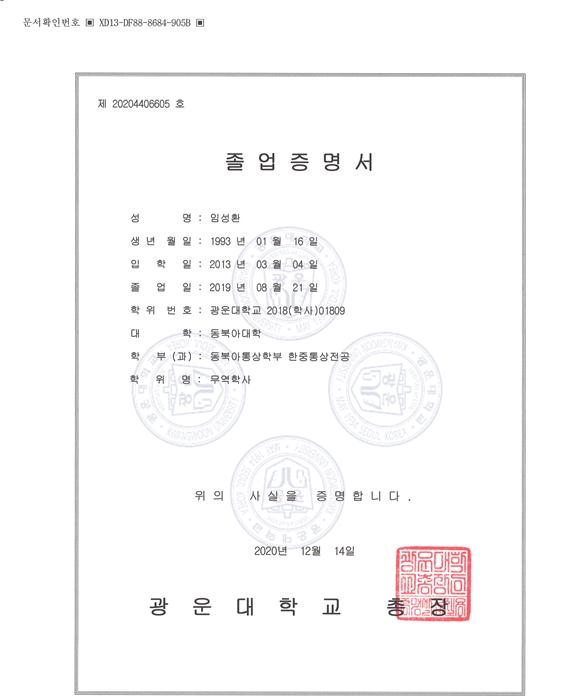 문서확인번호 ▣ XD13-DF88-8684-905B ▣
제 20204406605 호
졸 업 증 명 서
성 명 : 임성환
생 년 월 일 : 1993 년 01 월 16 일
입 학 일 : 2013 년 03 월 04 일
졸 업 일 : 2019 년 08 월 21 일
학 위 번 호 : 광운대학교 2018(학사)01809
대 학 : 동북아대학
학 부 (과) : 동북아통상학부 한중통상전공
학 위 명 : 무역학사
위 의 사 실 을 증 명 합 니 다 .
2020년 12월 14일
광 운 대 학 교 총 장